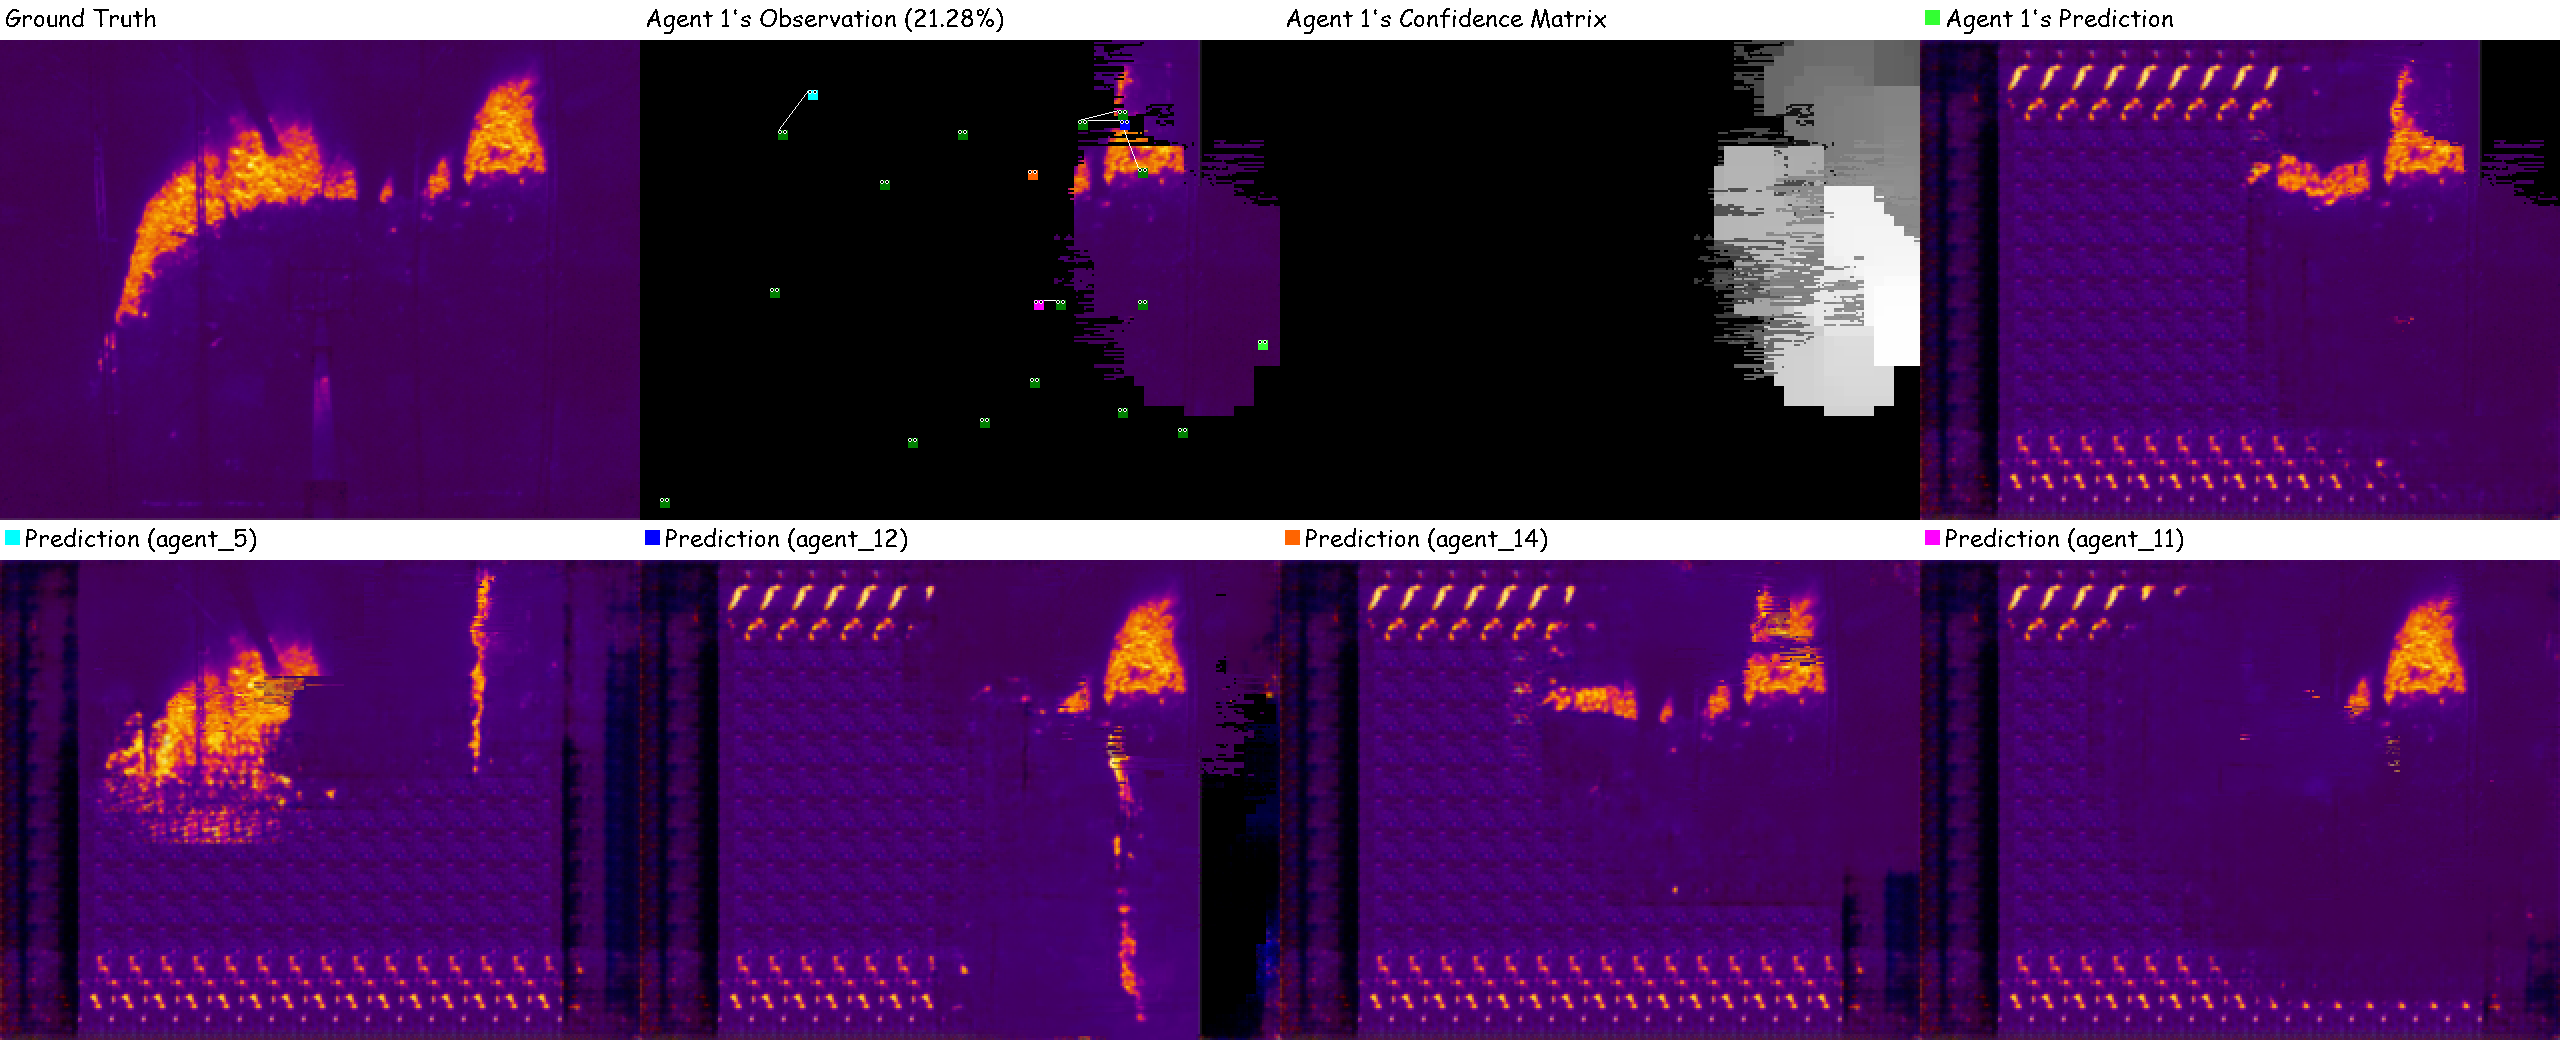 Ground Truth
Agent 1's Observation (21.28%)
Agent 1's Confidence Matrix
Agent 1's Prediction
Prediction (agent_5)
Prediction (agent_12)
Prediction (agent_14)
Prediction (agent_11)